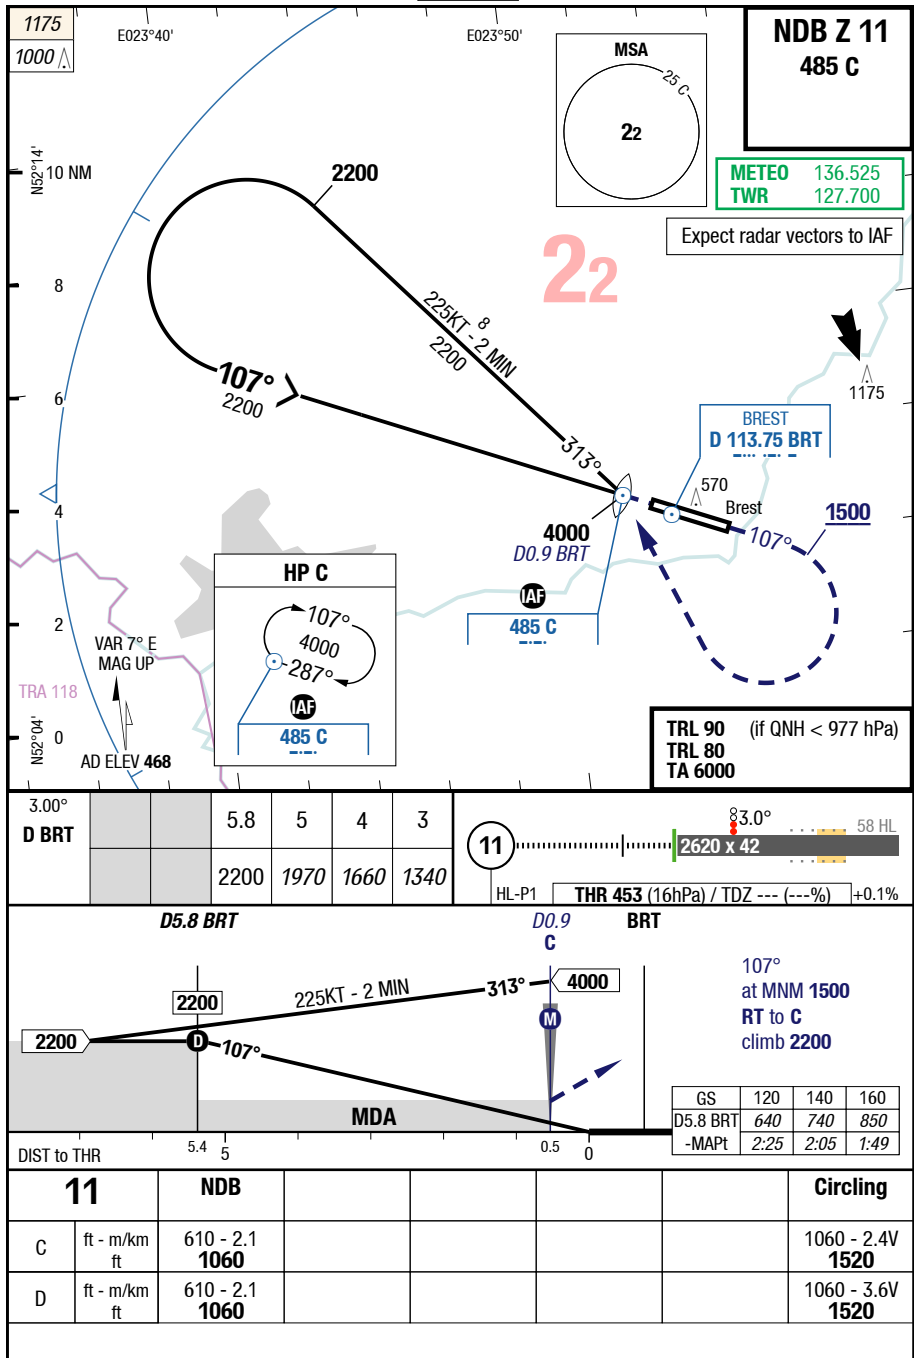 1175
1000
E023°40'
E023°50'
NDB Z 11
485 C
MSA
25 C
22
METEO 136.525
TWR 127.700
Expect radar vectors to IAF
N52°14'
10 NM
8
6
4
2
0
N52°04'
2200
22
8
225KT - 2 MIN
2200
107°
2200
313°
1175
BREST
D 113.75 BRT
570
Brest
4000
D0.9 BRT
1500
107°
IAF
485 C
HP C
107°
4000
287°
IAF
485 C
VAR 7° E
MAG UP
TRA 118
AD ELEV 468
TRL 90 (if QNH < 977 hPa)
TRL 80
TA 6000
3.00°
D BRT
5.8 5 4 3
2200 1970 1660 1340
11
3.0°
58 HL
2620 x 42
HL-P1
THR 453 (16hPa) / TDZ --- (---%)
+0.1%
D5.8 BRT
D0.9
C
BRT
2200
225KT - 2 MIN
313°
4000
2200
D
107°
M
MDA
107°
at MNM 1500
RT to C
climb 2200
GS 120 140 160
D5.8 BRT 640 740 850
-MAPt 2:25 2:05 1:49
DIST to THR
5.4
5
0.5
0
11 NDB Circling
C ft - m/km 610 - 2.1 1060 - 2.4V
ft 1060 1520
D ft - m/km 610 - 2.1 1060 - 3.6V
ft 1060 1520